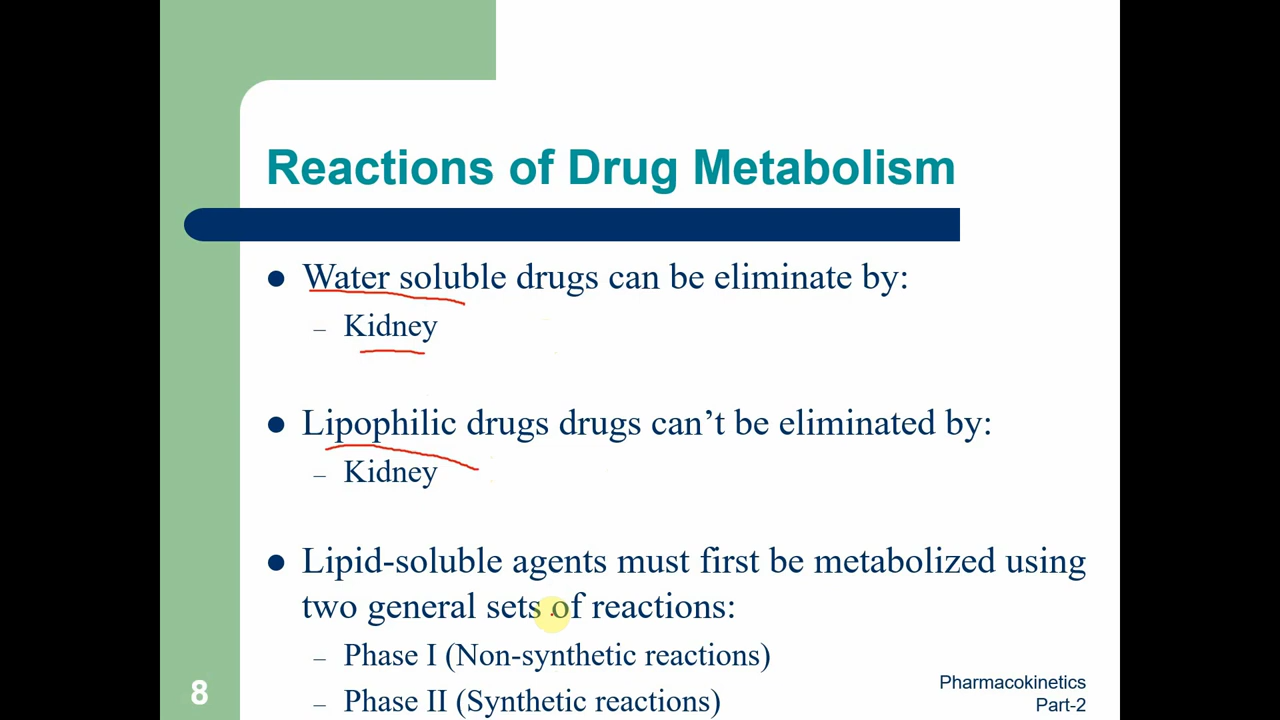 Reactions of Drug Metabolism
● Water soluble drugs can be eliminate by:
– Kidney
● Lipophilic drugs drugs can’t be eliminated by:
– Kidney
● Lipid-soluble agents must first be metabolized using
two general sets of reactions:
– Phase I (Non-synthetic reactions)
– Phase II (Synthetic reactions)
8
Pharmacokinetics
Part-2